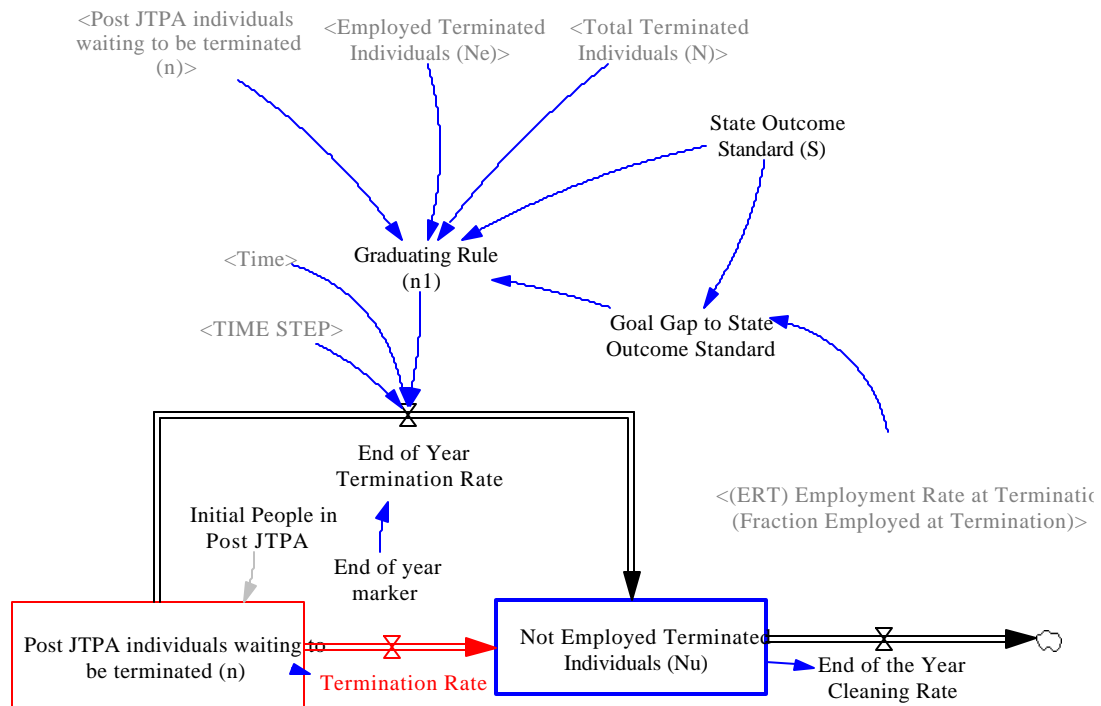 <Post JTPA individuals
waiting to be terminated
(n)>
<Employed Terminated
Individuals (Ne)>
<Total Terminated
Individuals (N)>
State Outcome
Standard (S)
Graduating Rule
(n1)
<Time>
<TIME STEP>
Goal Gap to State
Outcome Standard
End of Year
Termination Rate
<(ERT) Employment Rate at Terminatio
(Fraction Employed at Termination)>
Initial People in
Post JTPA
End of year
marker
Post JTPA individuals waiting to
be terminated (n)
Termination Rate
Not Employed Terminated
Individuals (Nu)
End of the Year
Cleaning Rate